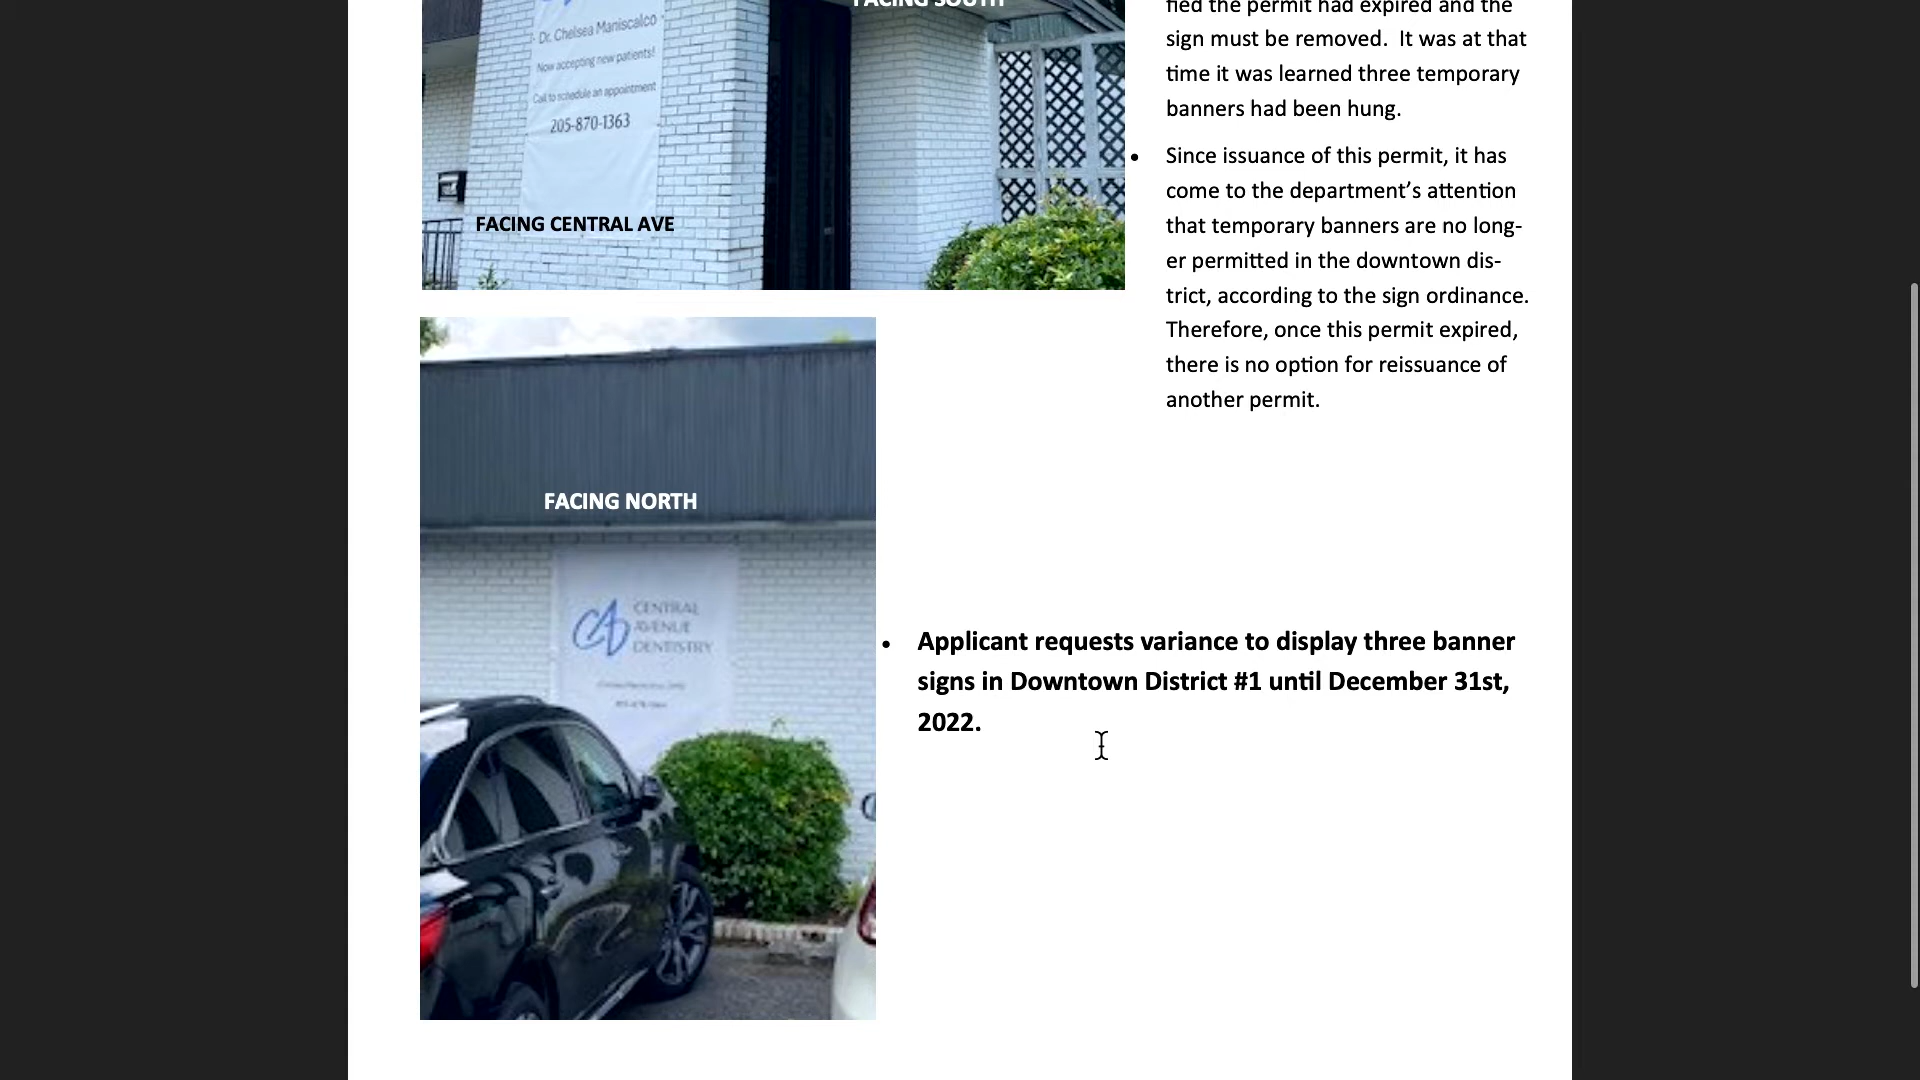 FACING SOUTH
Dr. Chelsea Maniscalco
Now accepting new patients!
Call to schedule an appointment
205-870-1363
FACING CENTRAL AVE
fied the permit had expired and the
sign must be removed.  It was at that
time it was learned three temporary
banners had been hung.
• Since issuance of this permit, it has
come to the department’s attention
that temporary banners are no long-
er permitted in the downtown dis-
trict, according to the sign ordinance.
Therefore, once this permit expired,
there is no option for reissuance of
another permit.
FACING NORTH
CENTRAL
AVENUE
DENTISTRY
• Applicant requests variance to display three banner
signs in Downtown District #1 until December 31st,
2022.